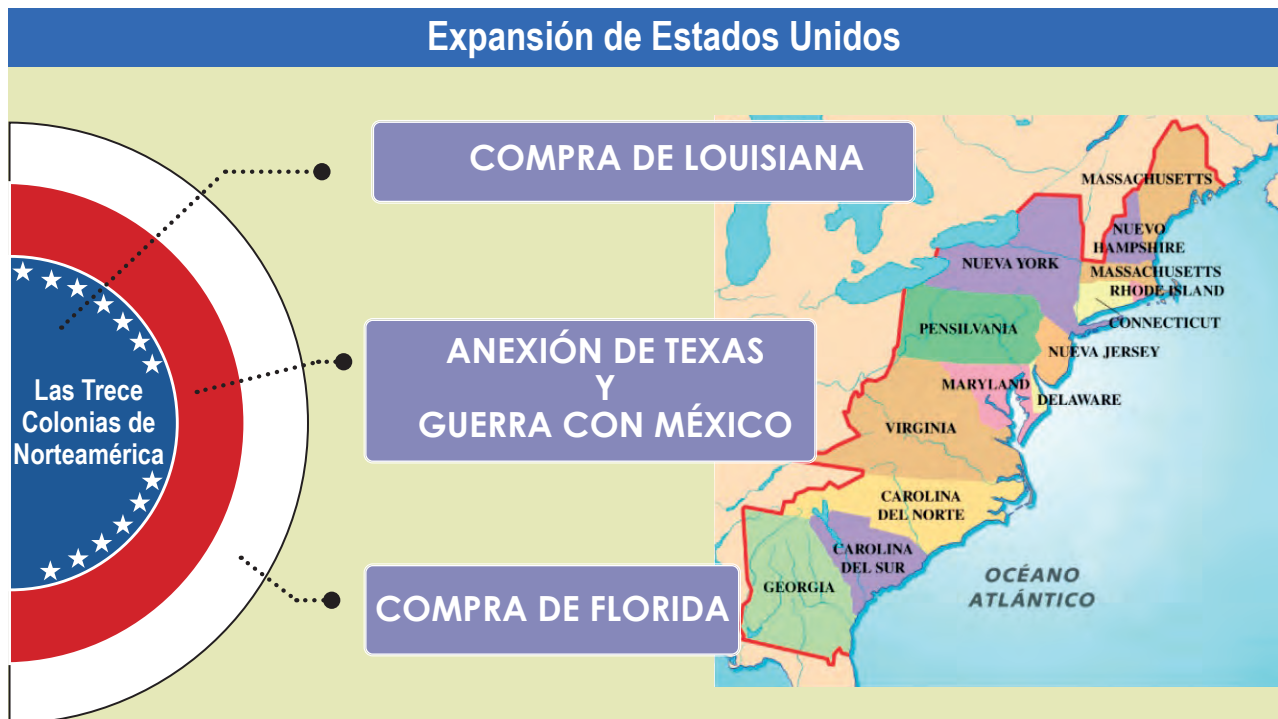 Expansión de Estados Unidos
Las Trece
Colonias de
Norteamérica
COMPRA DE LOUISIANA
ANEXIÓN DE TEXAS
Y
GUERRA CON MÉXICO
COMPRA DE FLORIDA
MASSACHUSETTS
NUEVO
HAMPSHIRE
NUEVA YORK
MASSACHUSETTS
RHODE ISLAND
CONNECTICUT
PENSILVANIA
NUEVA JERSEY
MARYLAND
DELAWARE
VIRGINIA
CAROLINA
DEL NORTE
CAROLINA
DEL SUR
GEORGIA
OCÉANO
ATLÁNTICO